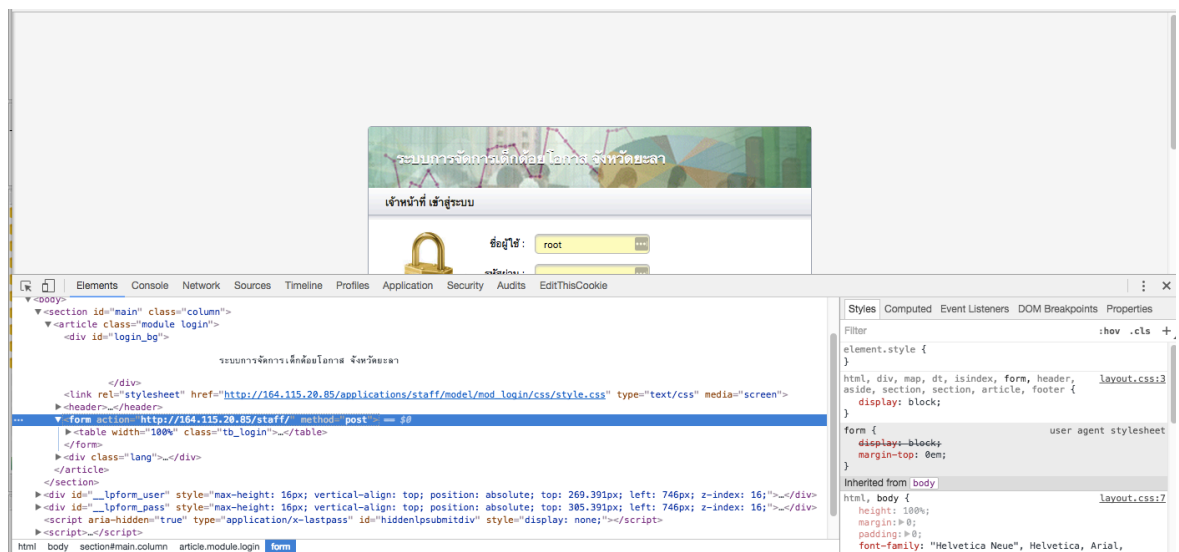 ระบบการจัดการเด็กด้อยโอกาส จังหวัดยะลา
เจ้าหน้าที่ เข้าสู่ระบบ
ชื่อผู้ใช้ : root
รหัสผ่าน :
Elements Console Network Sources Timeline Profiles Application Security Audits EditThisCookie
▼<body>
▼<section id="main" class="column">
▼<article class="module login">
<div id="login_bg">
ระบบการจัดการเด็กด้อยโอกาส จังหวัดยะลา
</div>
<link rel="stylesheet" href="http://164.115.20.85/applications/staff/model/mod_login/css/style.css" type="text/css" media="screen">
▶<header>…</header>
… ▼<form action="http://164.115.20.85/staff/" method="post"> == $0
▶<table width="100%" class="tb_login">…</table>
</form>
▶<div class="lang">…</div>
</article>
</section>
▶<div id="__lpform_user" style="max-height: 16px; vertical-align: top; position: absolute; top: 269.391px; left: 746px; z-index: 16;">…</div>
▶<div id="__lpform_pass" style="max-height: 16px; vertical-align: top; position: absolute; top: 305.391px; left: 746px; z-index: 16;">…</div>
<script aria-hidden="true" type="application/x-lastpass" id="hiddenlpsubmitdiv" style="display: none;"></script>
▶<script>…</script>
html body section#main.column article.module.login form
Styles Computed Event Listeners DOM Breakpoints Properties
Filter :hov .cls +
element.style {
}
html, div, map, dt, isindex, form, header, layout.css:3
aside, section, section, article, footer {
display: block;
}
form { user agent stylesheet
display: block;
margin-top: 0em;
}
Inherited from body
html, body { layout.css:7
height: 100%;
margin:▶0;
padding:▶0;
font-family: "Helvetica Neue", Helvetica, Arial,